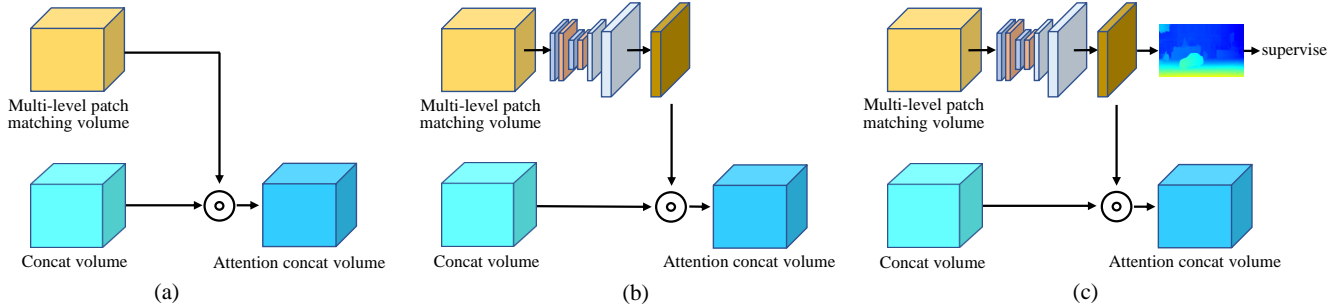 Multi-level patch
matching volume
Concat volume
Attention concat volume
(a)
Multi-level patch
matching volume
Concat volume
Attention concat volume
(b)
supervise
Multi-level patch
matching volume
Concat volume
Attention concat volume
(c)